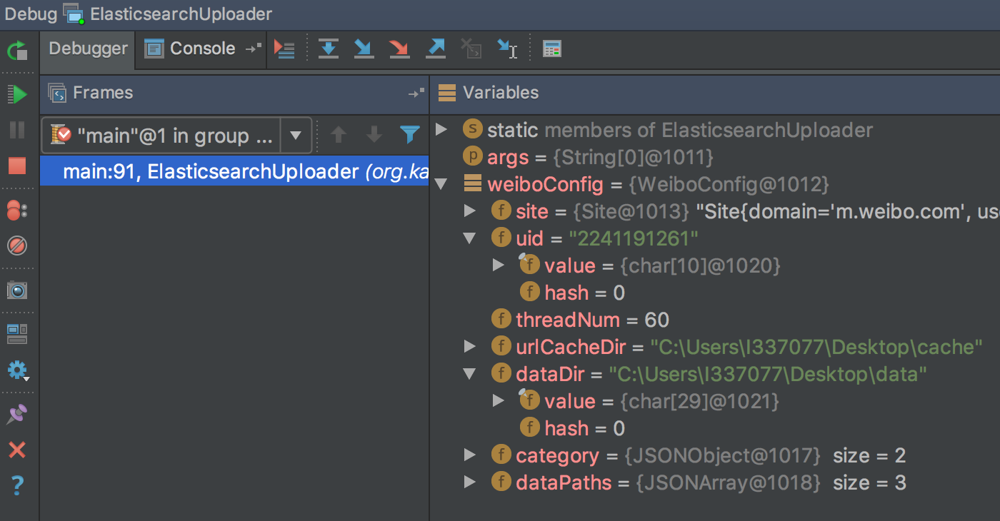 Debug ElasticsearchUploader
Debugger Console
Frames
"main"@1 in group ...
main:91, ElasticsearchUploader (org.ka
Variables
s static members of ElasticsearchUploader
p args = {String[0]@1011}
weiboConfig = {WeiboConfig@1012}
f site = {Site@1013} "Site{domain='m.weibo.com', us
f uid = "2241191261"
f value = {char[10]@1020}
f hash = 0
f threadNum = 60
f urlCacheDir = "C:\Users\I337077\Desktop\cache"
f dataDir = "C:\Users\I337077\Desktop\data"
f value = {char[29]@1021}
f hash = 0
f category = {JSONObject@1017} size = 2
f dataPaths = {JSONArray@1018} size = 3
?